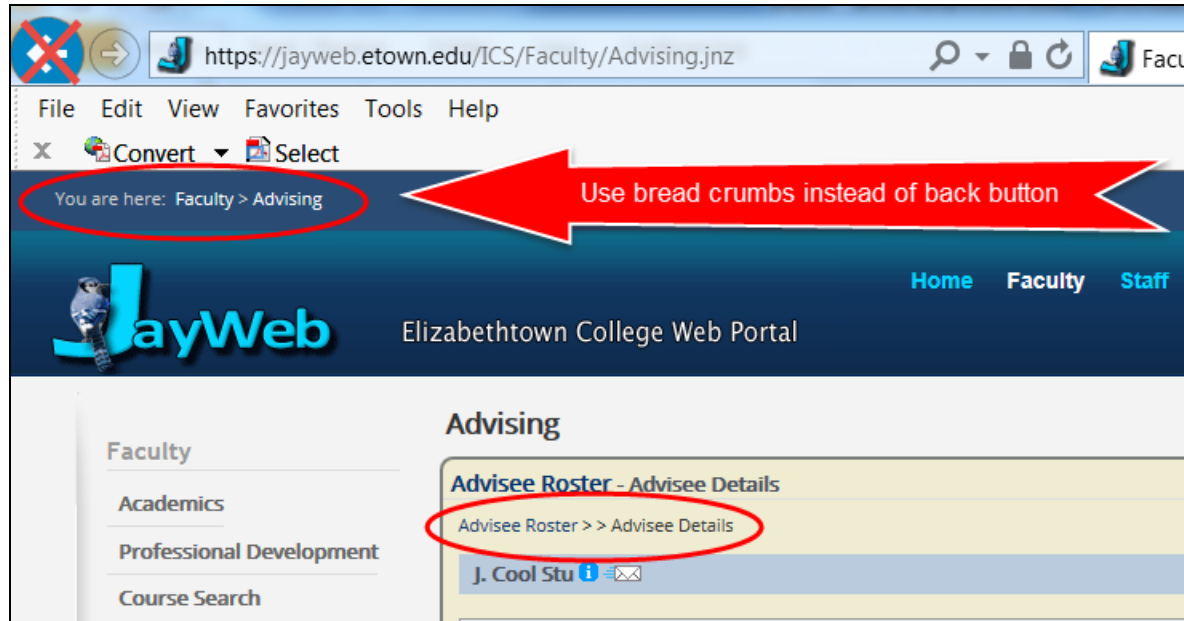 https://jayweb.etown.edu/ICS/Faculty/Advising.jnz
Facu
File Edit View Favorites Tools Help
x Convert Select
You are here: Faculty > Advising
Use bread crumbs instead of back button
Home Faculty Staff
JayWeb Elizabethtown College Web Portal
Advising
Faculty
Advisee Roster - Advisee Details
Academics
Advisee Roster > > Advisee Details
Professional Development
J. Cool Stu
Course Search